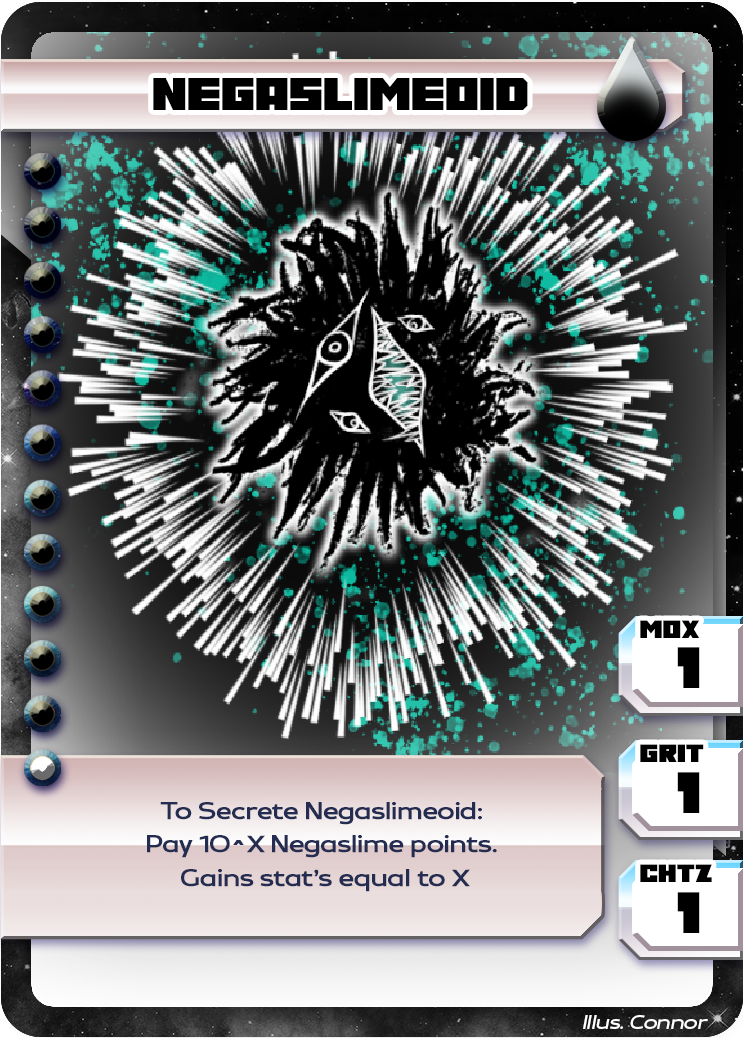 NEGASLIMEOID
MOX
1
GRIT
1
CHTZ
1
To Secrete Negaslimeoid:
Pay 10^X Negaslime points.
Gains stat's equal to X
Illus. Connor